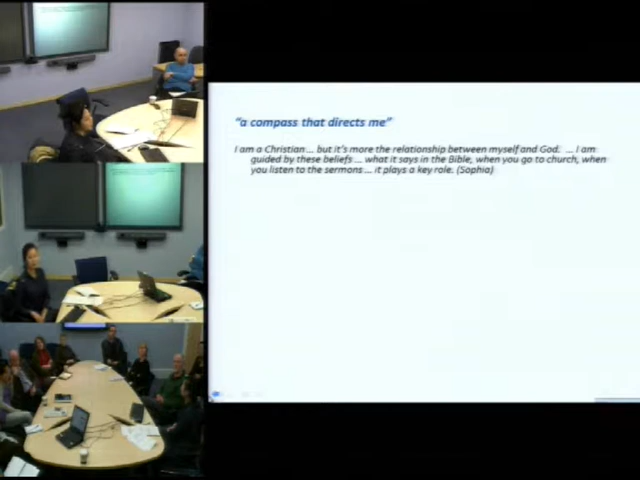 "a compass that directs me"
I am a Christian ... but it's more the relationship between myself and God. ... I am
guided by these beliefs ... what it says in the Bible, when you go to church, when
you listen to the sermons ... it plays a key role. (Sophia)